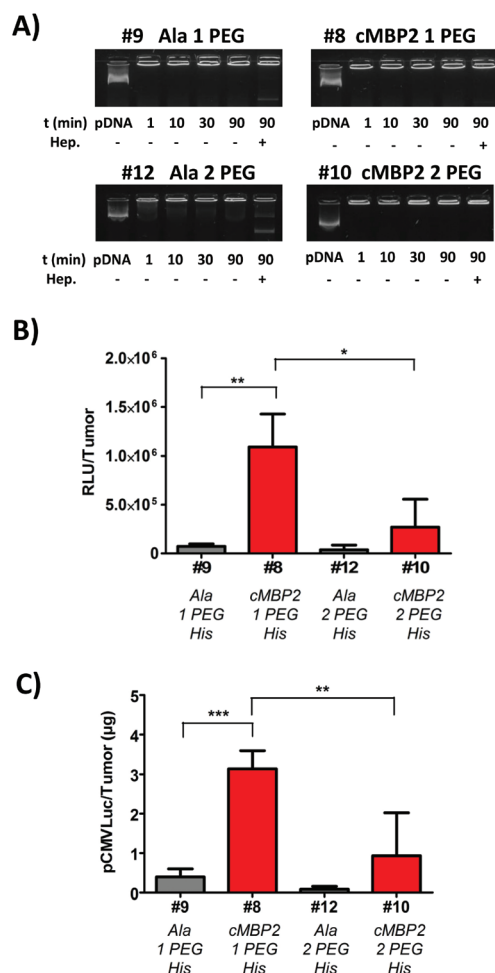 A)
#9 Ala 1 PEG
#8 cMBP2 1 PEG
t (min) pDNA 1 10 30 90 90
pDNA 1 10 30 90 90
Hep. - - - - - +
- - - - - +
#12 Ala 2 PEG
#10 cMBP2 2 PEG
t (min) pDNA 1 10 30 90 90
pDNA 1 10 30 90 90
Hep. - - - - - +
- - - - - +
B)
RLU/Tumor
2.0×10⁶
1.5×10⁶
1.0×10⁶
5.0×10⁵
0
**
*
#9 #8 #12 #10
Ala cMBP2 Ala cMBP2
1 PEG 1 PEG 2 PEG 2 PEG
His His His His
C)
pCMVLuc/Tumor (µg)
5
4
3
2
1
0
***
**
#9 #8 #12 #10
Ala cMBP2 Ala cMBP2
1 PEG 1 PEG 2 PEG 2 PEG
His His His His